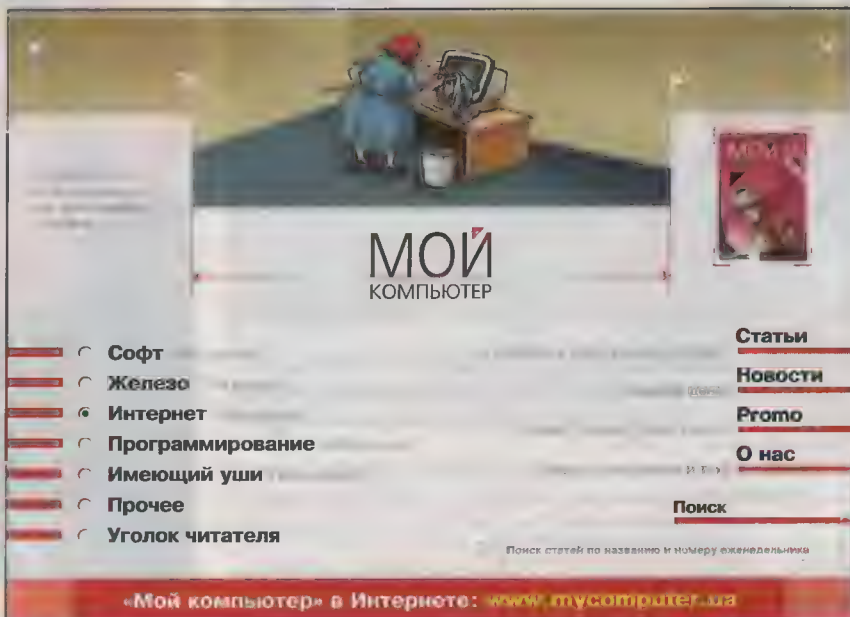 МОЙ
МОЙ
КОМПЬЮТЕР
Софт
Железо
Интернет
Программирование
Имеющий уши
Прочее
Уголок читателя
Статьи
Новости
Promo
О нас
Поиск
Поиск статей по названию и номеру еженедельника
«Мой компьютер» в Интернете: www.mycomputer.ua